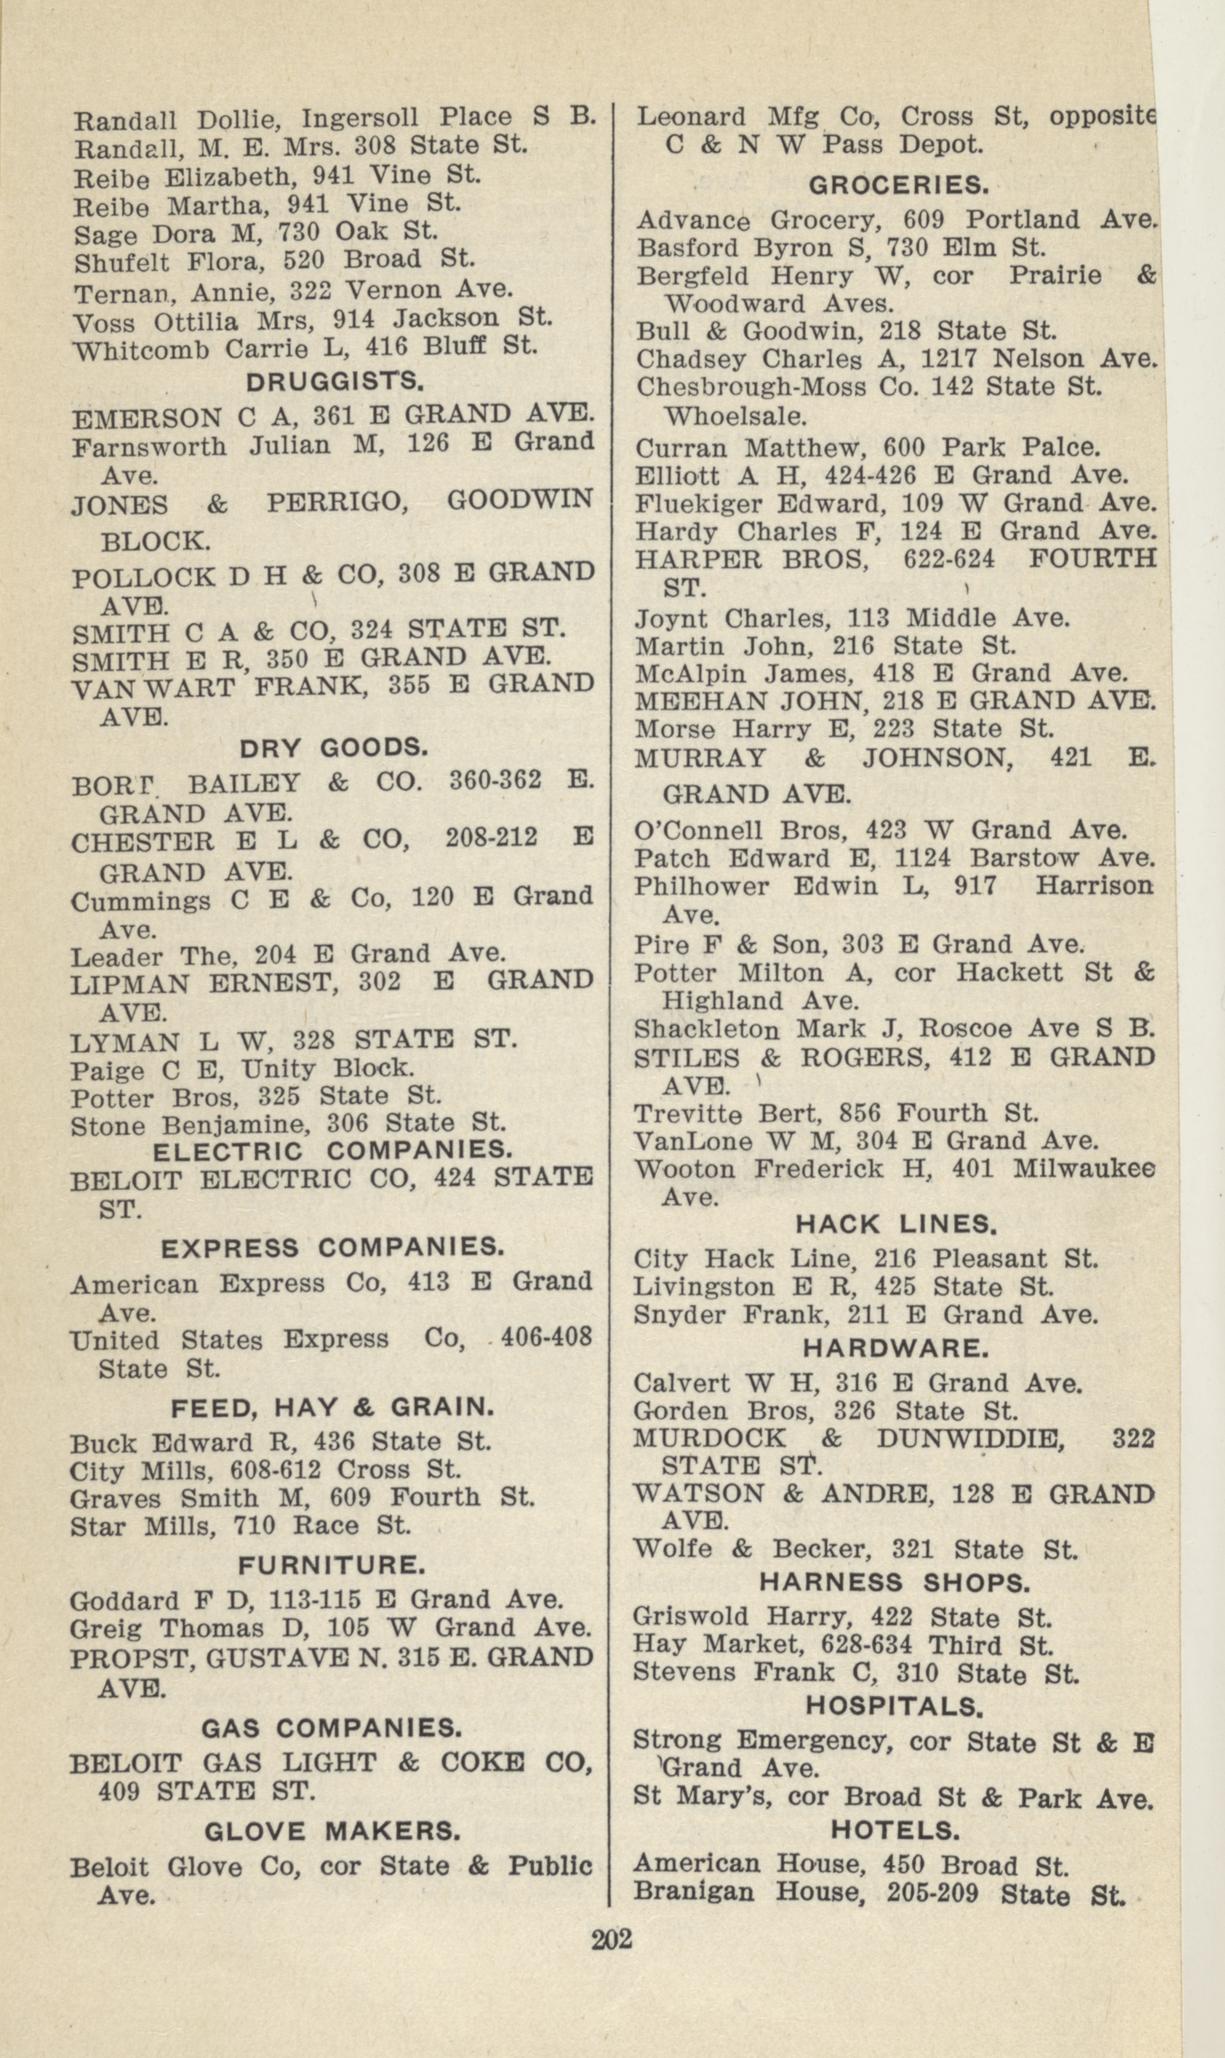 Randall Dollie, Ingersoll Place S B.
Randall, M. E. Mrs. 308 State St.
Reibe Elizabeth, 941 Vine St.
Reibe Martha, 941 Vine St.
Sage Dora M, 730 Oak St.
Shufelt Flora, 520 Broad St.
Ternan, Annie, 322 Vernon Ave.
Voss Ottilia Mrs, 914 Jackson St.
Whitcomb Carrie L, 416 Bluff St.
DRUGGISTS.
EMERSON C A, 361 E GRAND AVE.
Farnsworth Julian M, 126 E Grand
Ave.
JONES & PERRIGO, GOODWIN
BLOCK.
POLLOCK D H & CO, 308 E GRAND
AVE.
SMITH C A & CO, 324 STATE ST.
SMITH E R, 350 E GRAND AVE.
VAN WART FRANK, 355 E GRAND
AVE.
DRY GOODS.
BORT BAILEY & CO. 360-362 E.
GRAND AVE.
CHESTER E L & CO, 208-212 E
GRAND AVE.
Cummings C E & Co, 120 E Grand
Ave.
Leader The, 204 E Grand Ave.
LIPMAN ERNEST, 302 E GRAND
AVE.
LYMAN L W, 328 STATE ST.
Paige C E, Unity Block.
Potter Bros, 325 State St.
Stone Benjamine, 306 State St.
ELECTRIC COMPANIES.
BELOIT ELECTRIC CO, 424 STATE
ST.
EXPRESS COMPANIES.
American Express Co, 413 E Grand
Ave.
United States Express Co, 406-408
State St.
FEED, HAY & GRAIN.
Buck Edward R, 436 State St.
City Mills, 608-612 Cross St.
Graves Smith M, 609 Fourth St.
Star Mills, 710 Race St.
FURNITURE.
Goddard F D, 113-115 E Grand Ave.
Greig Thomas D, 105 W Grand Ave.
PROPST, GUSTAVE N. 315 E. GRAND
AVE.
GAS COMPANIES.
BELOIT GAS LIGHT & COKE CO,
409 STATE ST.
GLOVE MAKERS.
Beloit Glove Co, cor State & Public
Ave.
Leonard Mfg Co, Cross St, opposite
C & N W Pass Depot.
GROCERIES.
Advance Grocery, 609 Portland Ave.
Basford Byron S, 730 Elm St.
Bergfeld Henry W, cor Prairie &
Woodward Aves.
Bull & Goodwin, 218 State St.
Chadsey Charles A, 1217 Nelson Ave.
Chesbrough-Moss Co. 142 State St.
Whoelsale.
Curran Matthew, 600 Park Palce.
Elliott A H, 424-426 E Grand Ave.
Fluekiger Edward, 109 W Grand Ave.
Hardy Charles F, 124 E Grand Ave.
HARPER BROS, 622-624 FOURTH
ST.
Joynt Charles, 113 Middle Ave.
Martin John, 216 State St.
McAlpin James, 418 E Grand Ave.
MEEHAN JOHN, 218 E GRAND AVE.
Morse Harry E, 223 State St.
MURRAY & JOHNSON, 421 E.
GRAND AVE.
O'Connell Bros, 423 W Grand Ave.
Patch Edward E, 1124 Barstow Ave.
Philhower Edwin L, 917 Harrison
Ave.
Pire F & Son, 303 E Grand Ave.
Potter Milton A, cor Hackett St &
Highland Ave.
Shackleton Mark J, Roscoe Ave S B.
STILES & ROGERS, 412 E GRAND
AVE.
Trevitte Bert, 856 Fourth St.
VanLone W M, 304 E Grand Ave.
Wooton Frederick H, 401 Milwaukee
Ave.
HACK LINES.
City Hack Line, 216 Pleasant St.
Livingston E R, 425 State St.
Snyder Frank, 211 E Grand Ave.
HARDWARE.
Calvert W H, 316 E Grand Ave.
Gorden Bros, 326 State St.
MURDOCK & DUNWIDDIE, 322
STATE ST.
WATSON & ANDRE, 128 E GRAND
AVE.
Wolfe & Becker, 321 State St.
HARNESS SHOPS.
Griswold Harry, 422 State St.
Hay Market, 628-634 Third St.
Stevens Frank C, 310 State St.
HOSPITALS.
Strong Emergency, cor State St & E
Grand Ave.
St Mary's, cor Broad St & Park Ave.
HOTELS.
American House, 450 Broad St.
Branigan House, 205-209 State St.
202